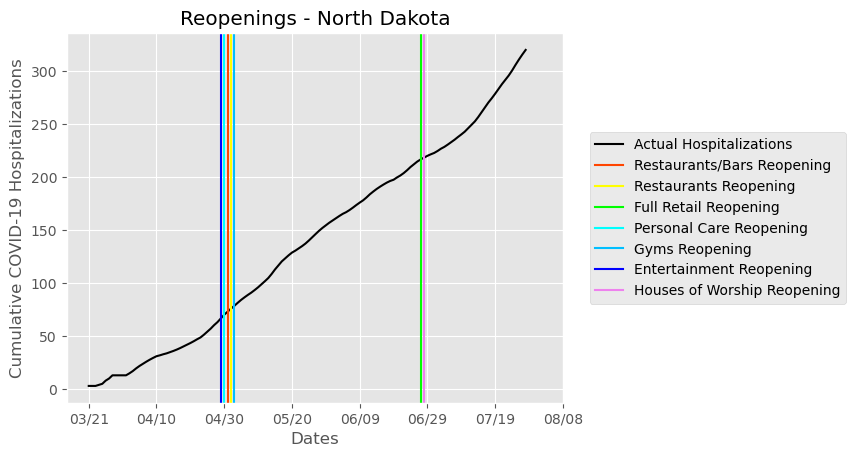 Reopenings - North Dakota
Cumulative COVID-19 Hospitalizations
300
250
200
150
100
50
0
03/21 04/10 04/30 05/20 06/09 06/29 07/19 08/08
Dates
Actual Hospitalizations
Restaurants/Bars Reopening
Restaurants Reopening
Full Retail Reopening
Personal Care Reopening
Gyms Reopening
Entertainment Reopening
Houses of Worship Reopening